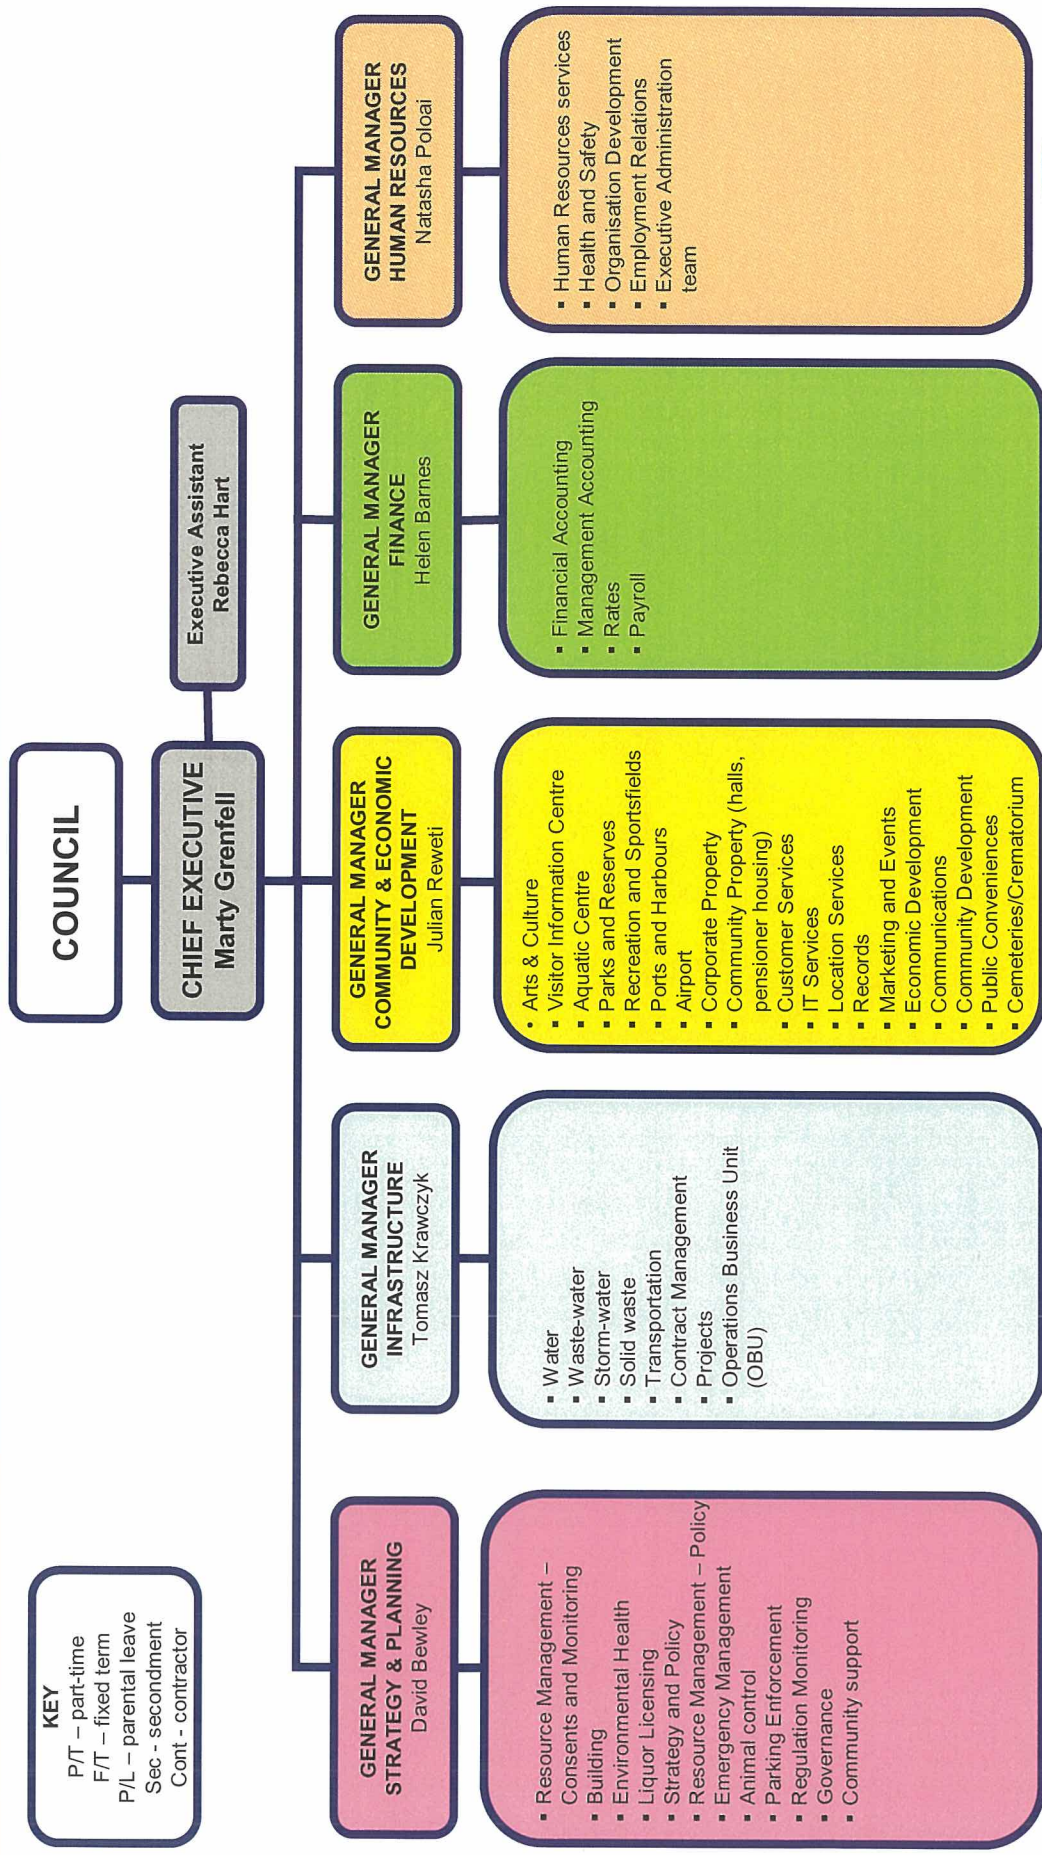 KEY
P/T – part-time
F/T – fixed term
P/L – parental leave
Sec - secondment
Cont - contractor
COUNCIL
CHIEF EXECUTIVE
Marty Grenfell
Executive Assistant
Rebecca Hart
GENERAL MANAGER
STRATEGY & PLANNING
David Bewley
▪ Resource Management –
Consents and Monitoring
▪ Building
▪ Environmental Health
▪ Liquor Licensing
▪ Strategy and Policy
▪ Resource Management – Policy
▪ Emergency Management
▪ Animal control
▪ Parking Enforcement
▪ Regulation Monitoring
▪ Governance
▪ Community support
GENERAL MANAGER
INFRASTRUCTURE
Tomasz Krawczyk
▪ Water
▪ Waste-water
▪ Storm-water
▪ Solid waste
▪ Transportation
▪ Contract Management
▪ Projects
▪ Operations Business Unit
(OBU)
GENERAL MANAGER
COMMUNITY & ECONOMIC
DEVELOPMENT
Julian Reweti
• Arts & Culture
▪ Visitor Information Centre
▪ Aquatic Centre
▪ Parks and Reserves
▪ Recreation and Sportsfields
▪ Ports and Harbours
▪ Airport
▪ Corporate Property
▪ Community Property (halls,
pensioner housing)
▪ Customer Services
▪ IT Services
▪ Location Services
▪ Records
▪ Marketing and Events
▪ Economic Development
▪ Communications
▪ Community Development
▪ Public Conveniences
▪ Cemeteries/Crematorium
GENERAL MANAGER
FINANCE
Helen Barnes
▪ Financial Accounting
▪ Management Accounting
▪ Rates
▪ Payroll
GENERAL MANAGER
HUMAN RESOURCES
Natasha Poloai
▪ Human Resources services
▪ Health and Safety
▪ Organisation Development
▪ Employment Relations
▪ Executive Administration
team